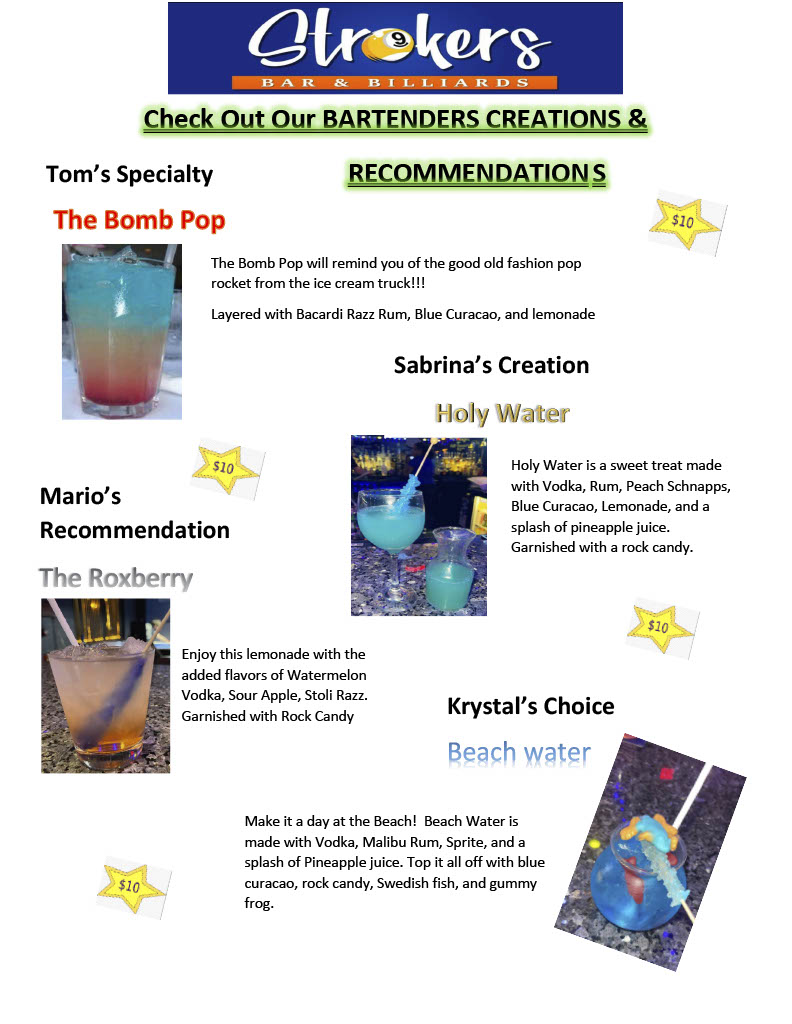 Strokers
BAR & BILLIARDS
Check Out Our BARTENDERS CREATIONS &
RECOMMENDATIONS
Tom’s Specialty
The Bomb Pop
$10
The Bomb Pop will remind you of the good old fashion pop
rocket from the ice cream truck!!!
Layered with Bacardi Razz Rum, Blue Curacao, and lemonade
Sabrina’s Creation
Holy Water
$10
Holy Water is a sweet treat made
with Vodka, Rum, Peach Schnapps,
Blue Curacao, Lemonade, and a
splash of pineapple juice.
Garnished with a rock candy.
Mario’s
Recommendation
The Roxberry
$10
Enjoy this lemonade with the
added flavors of Watermelon
Vodka, Sour Apple, Stoli Razz.
Garnished with Rock Candy
Krystal’s Choice
Beach water
Make it a day at the Beach!  Beach Water is
made with Vodka, Malibu Rum, Sprite, and a
splash of Pineapple juice. Top it all off with blue
curacao, rock candy, Swedish fish, and gummy
frog.
$10